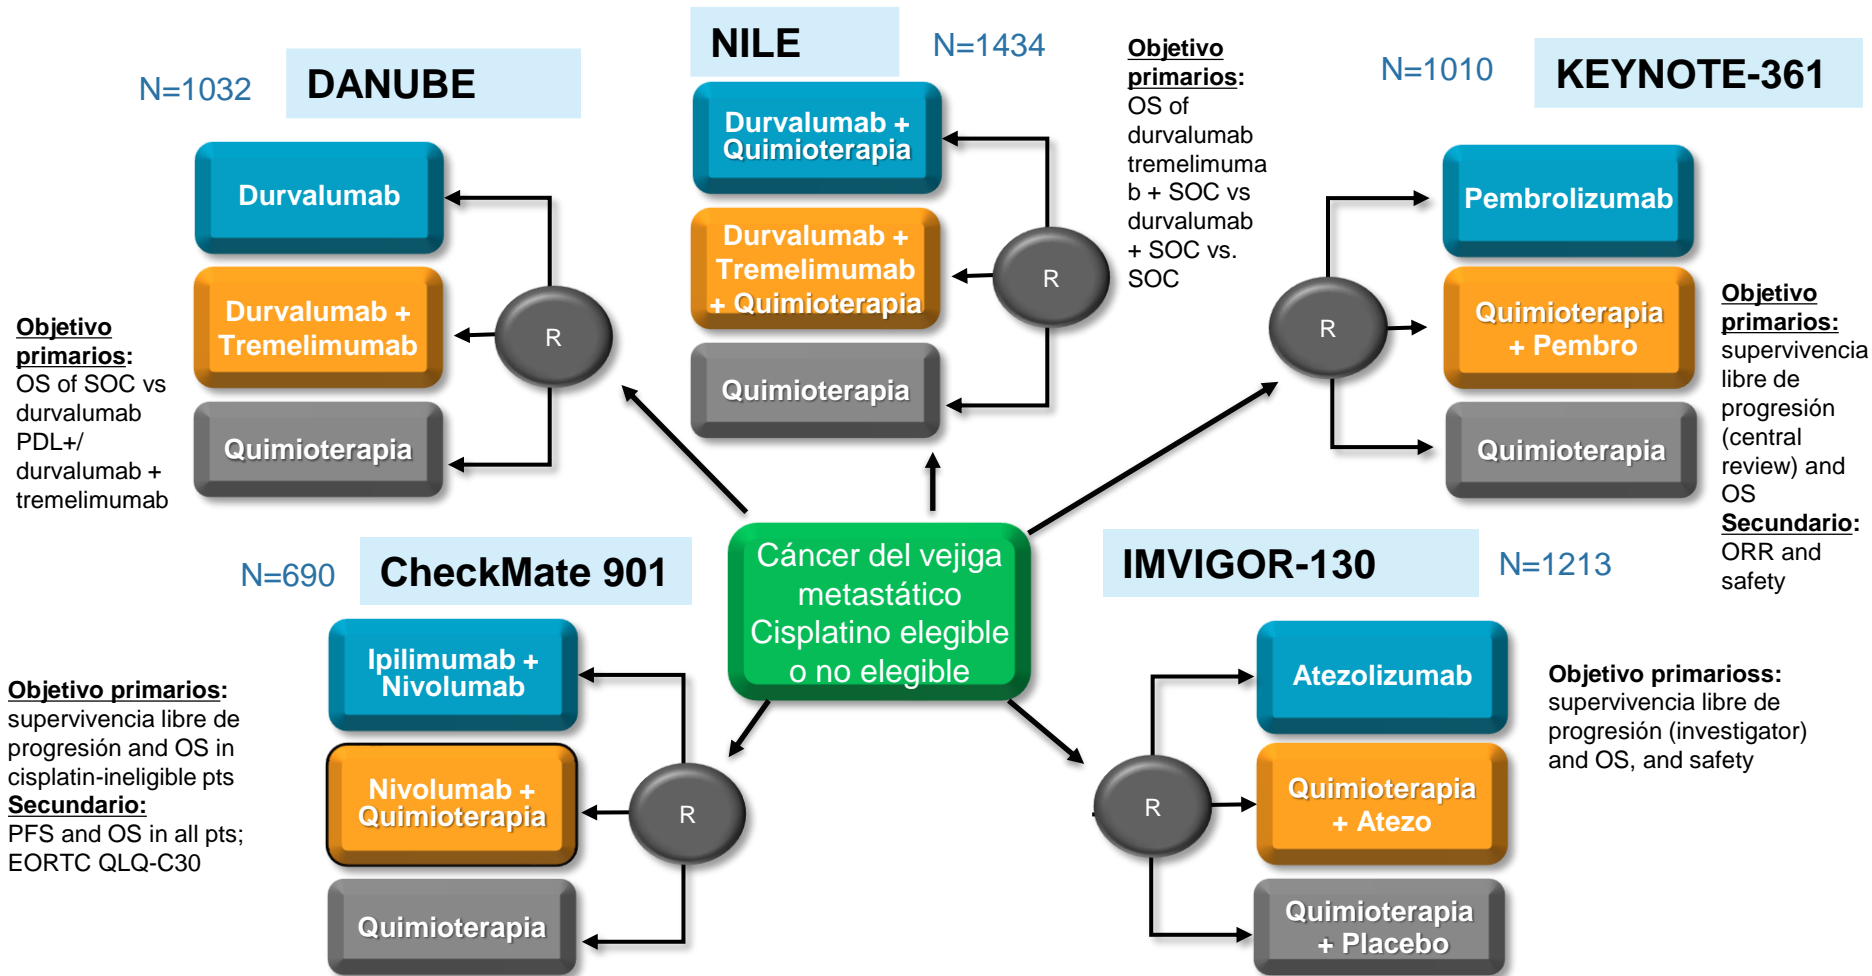 N=1032
DANUBE
Durvalumab
Durvalumab +
Tremelimumab
Quimioterapia
R
Objetivo
primarios:
OS of SOC vs
durvalumab
PDL+/
durvalumab +
tremelimumab
NILE
N=1434
Durvalumab +
Quimioterapia
Durvalumab +
Tremelimumab
+ Quimioterapia
Quimioterapia
R
Objetivo
primarios:
OS of
durvalumab
tremelimuma
b + SOC vs
durvalumab
+ SOC vs.
SOC
N=1010
KEYNOTE-361
Pembrolizumab
Quimioterapia
+ Pembro
Quimioterapia
R
Objetivo
primarios:
supervivencia
libre de
progresión
(central
review) and
OS
Secundario:
ORR and
safety
Cáncer del vejiga
metastático
Cisplatino elegible
o no elegible
N=690
CheckMate 901
Ipilimumab +
Nivolumab
Nivolumab +
Quimioterapia
Quimioterapia
R
Objetivo primarios:
supervivencia libre de
progresión and OS in
cisplatin-ineligible pts
Secundario:
PFS and OS in all pts;
EORTC QLQ-C30
IMVIGOR-130
N=1213
Atezolizumab
Quimioterapia
+ Atezo
Quimioterapia
+ Placebo
R
Objetivo primarioss:
supervivencia libre de
progresión (investigator)
and OS, and safety